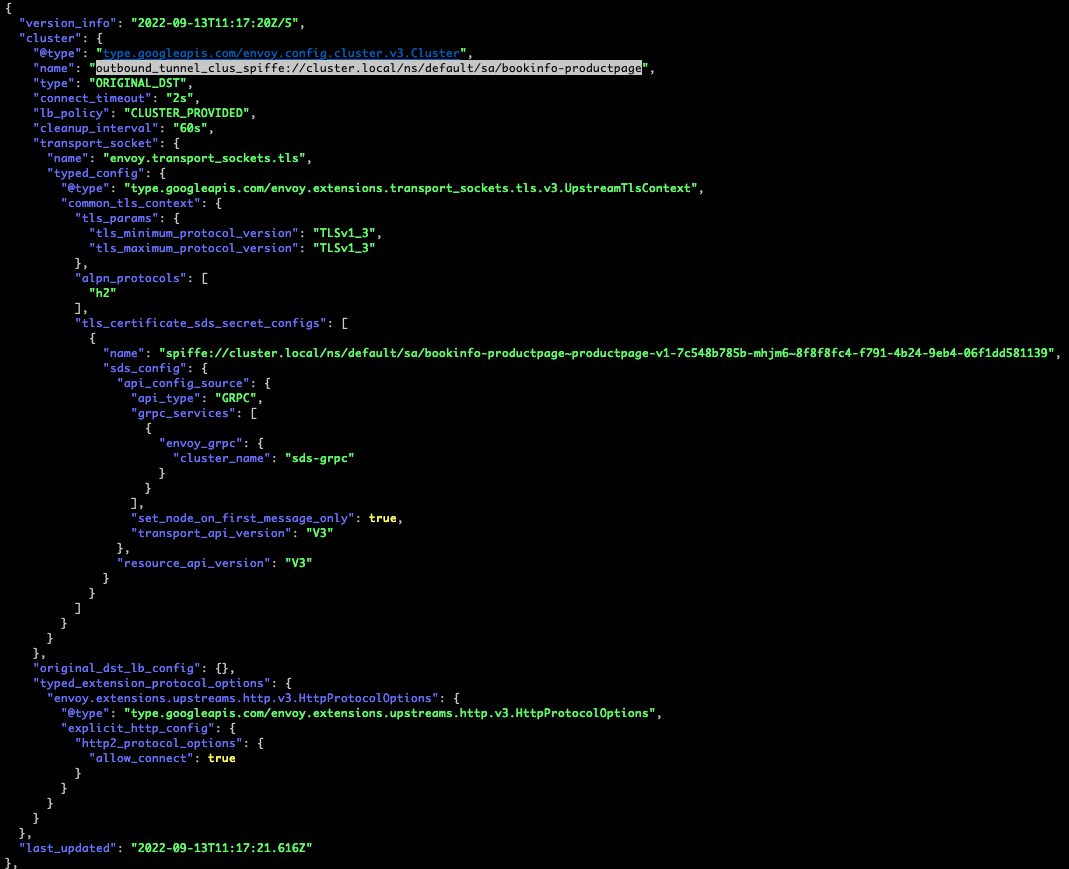 {
  "version_info": "2022-09-13T11:17:20Z/5",
  "cluster": {
    "@type": "type.googleapis.com/envoy.config.cluster.v3.Cluster",
    "name": "outbound_tunnel_clus_spiffe://cluster.local/ns/default/sa/bookinfo-productpage",
    "type": "ORIGINAL_DST",
    "connect_timeout": "2s",
    "lb_policy": "CLUSTER_PROVIDED",
    "cleanup_interval": "60s",
    "transport_socket": {
      "name": "envoy.transport_sockets.tls",
      "typed_config": {
        "@type": "type.googleapis.com/envoy.extensions.transport_sockets.tls.v3.UpstreamTlsContext",
        "common_tls_context": {
          "tls_params": {
            "tls_minimum_protocol_version": "TLSv1_3",
            "tls_maximum_protocol_version": "TLSv1_3"
          },
          "alpn_protocols": [
            "h2"
          ],
          "tls_certificate_sds_secret_configs": [
            {
              "name": "spiffe://cluster.local/ns/default/sa/bookinfo-productpage~productpage-v1-7c548b785b-mhjm6~8f8f8fc4-f791-4b24-9eb4-06f1dd581139",
              "sds_config": {
                "api_config_source": {
                  "api_type": "GRPC",
                  "grpc_services": [
                    {
                      "envoy_grpc": {
                        "cluster_name": "sds-grpc"
                      }
                    }
                  ],
                  "set_node_on_first_message_only": true,
                  "transport_api_version": "V3"
                },
                "resource_api_version": "V3"
              }
            }
          ]
        }
      }
    },
    "original_dst_lb_config": {},
    "typed_extension_protocol_options": {
      "envoy.extensions.upstreams.http.v3.HttpProtocolOptions": {
        "@type": "type.googleapis.com/envoy.extensions.upstreams.http.v3.HttpProtocolOptions",
        "explicit_http_config": {
          "http2_protocol_options": {
            "allow_connect": true
          }
        }
      }
    }
  },
  "last_updated": "2022-09-13T11:17:21.616Z"
},